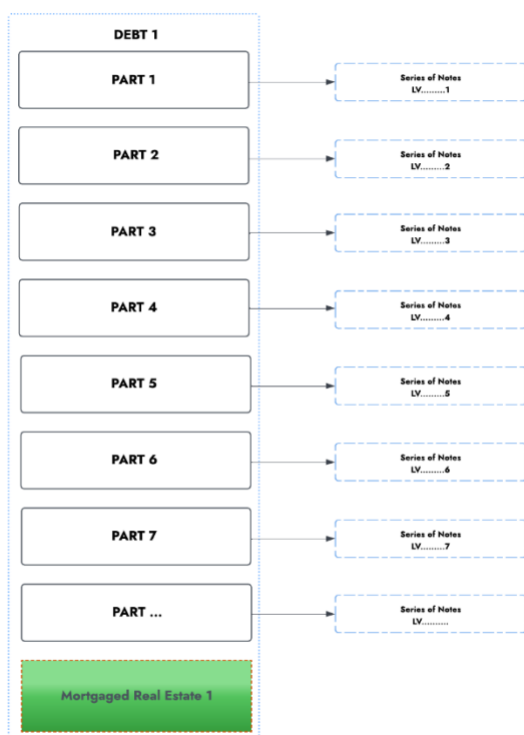 DEBT 1
PART 1
Series of Notes
LV.........1
PART 2
Series of Notes
LV.........2
PART 3
Series of Notes
LV.........3
PART 4
Series of Notes
LV.........4
PART 5
Series of Notes
LV.........5
PART 6
Series of Notes
LV.........6
PART 7
Series of Notes
LV.........7
PART ...
Series of Notes
LV..........
Mortgaged Real Estate 1